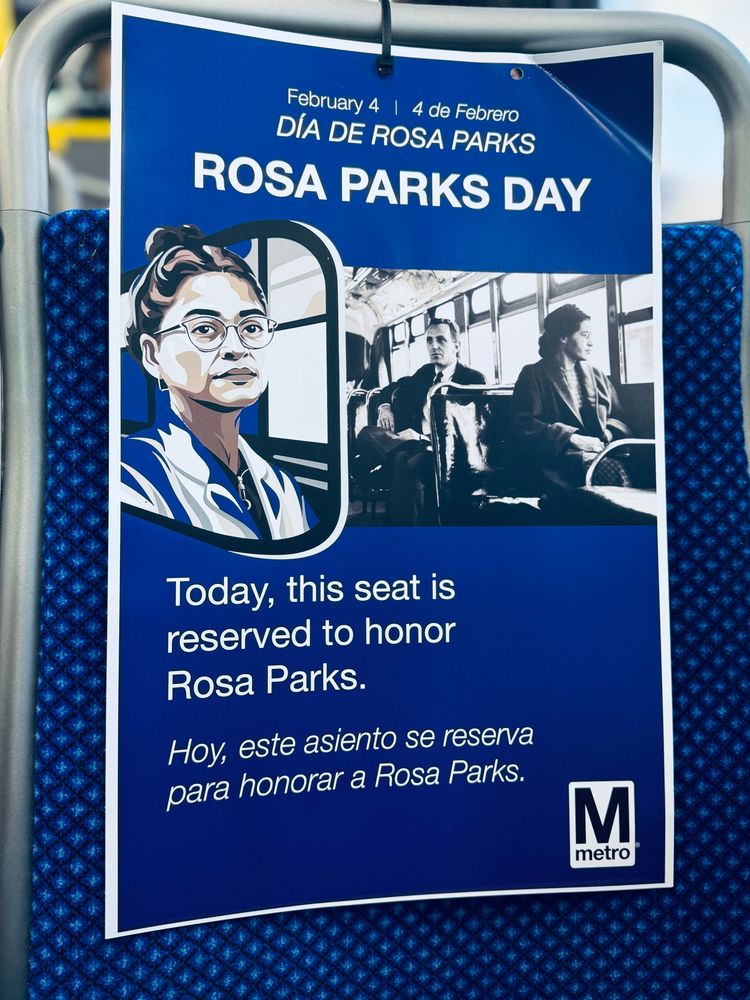 February 4 | 4 de Febrero
DÍA DE ROSA PARKS
ROSA PARKS DAY
Today, this seat is
reserved to honor
Rosa Parks.
Hoy, este asiento se reserva
para honorar a Rosa Parks.
M
metro®